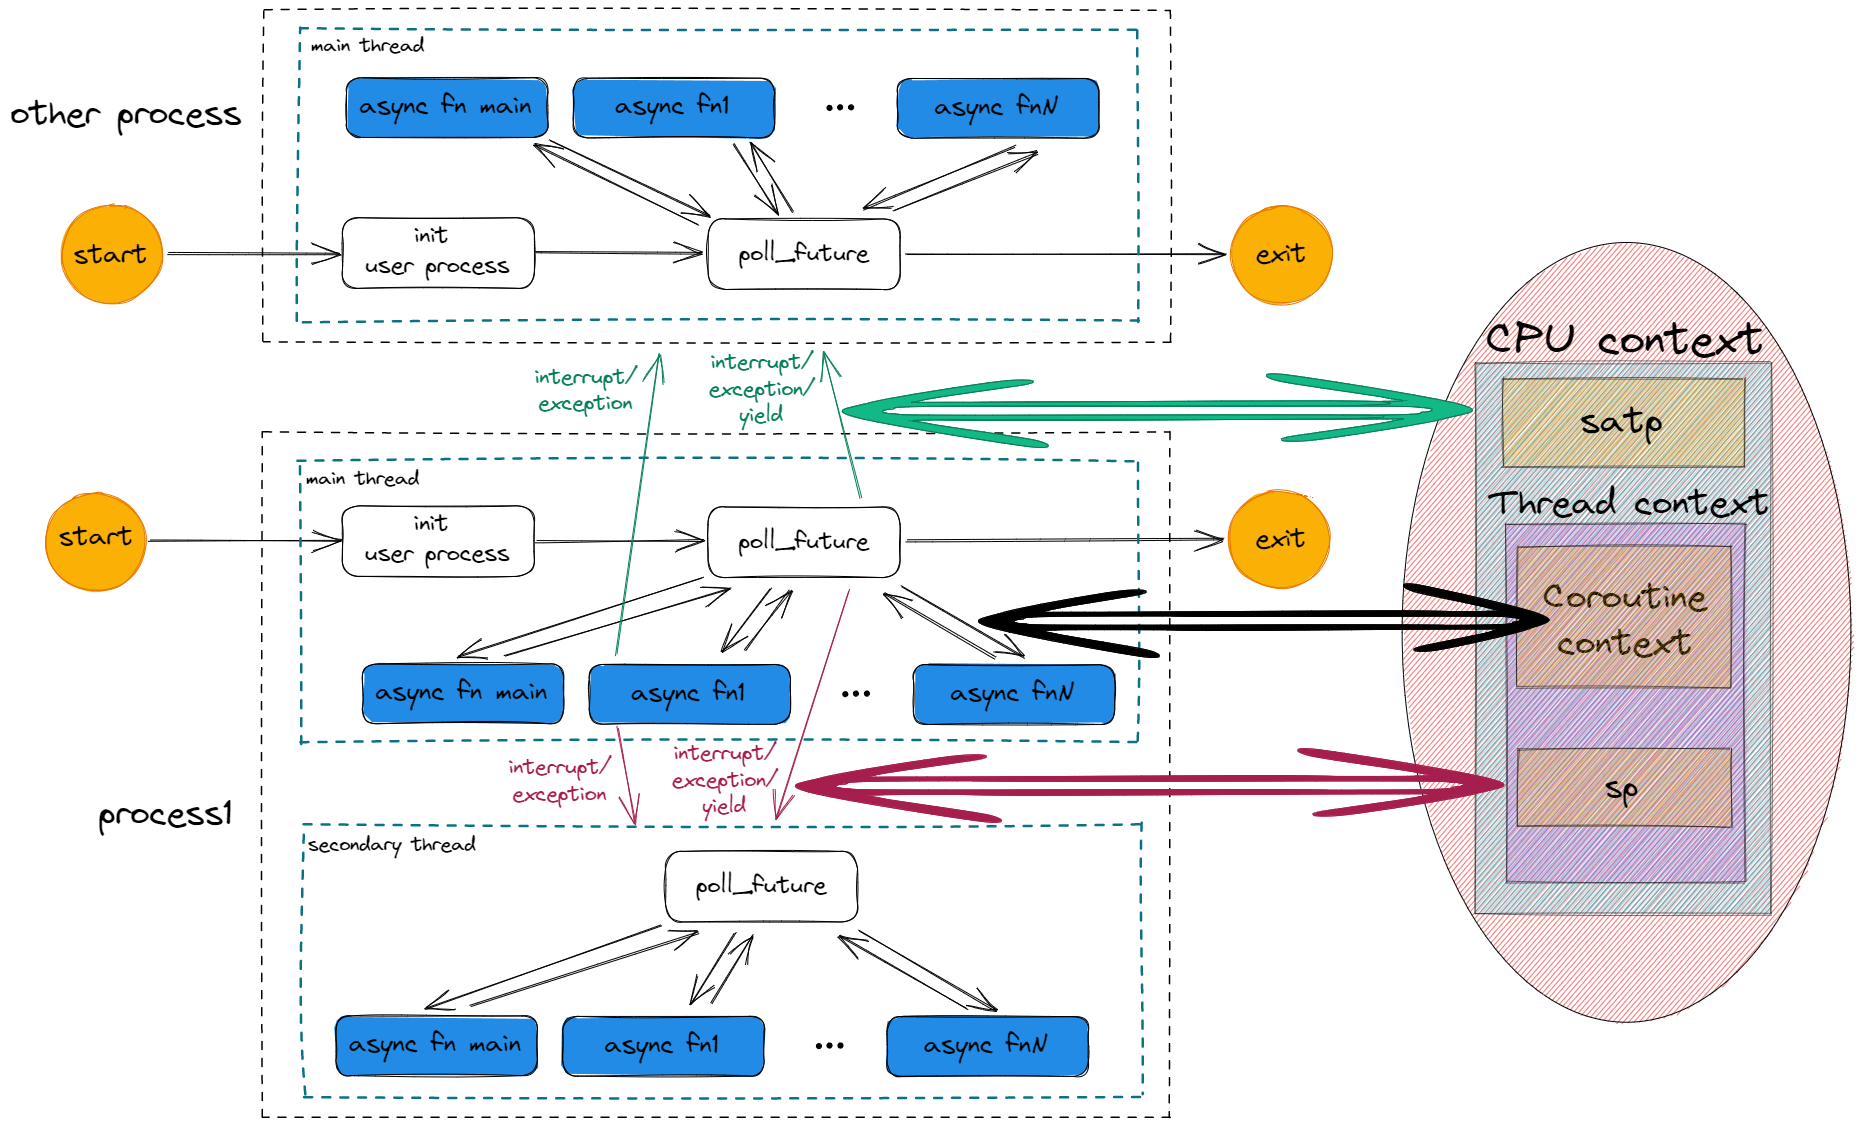 main thread
async fn main
async fn1
...
async fnN
other process
start
init
user process
poll_future
exit
interrupt/
exception
interrupt/
exception/
yield
CPU context
satp
Thread context
Coroutine
context
sp
main thread
start
init
user process
poll_future
exit
async fn main
async fn1
...
async fnN
interrupt/
exception
interrupt/
exception/
yield
process1
secondary thread
poll_future
async fn main
async fn1
...
async fnN